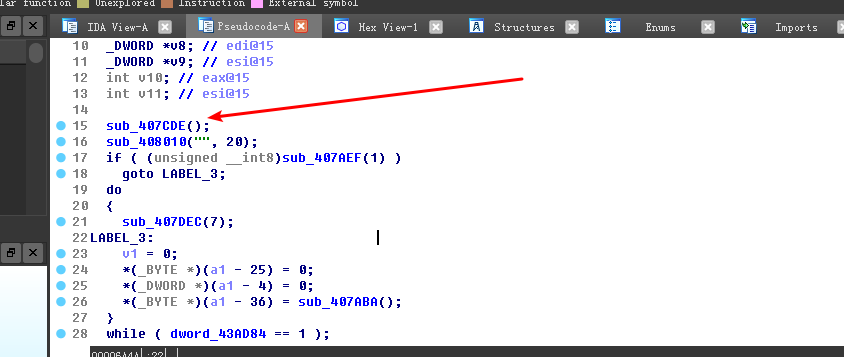 lar function Unexplored Instruction External symbol
IDA View-A Pseudocode-A Hex View-1 Structures Enums Imports
10 _DWORD *v8; // edi@15
11 _DWORD *v9; // esi@15
12 int v10; // eax@15
13 int v11; // esi@15
14
15 sub_407CDE();
16 sub_408010("", 20);
17 if ( (unsigned __int8)sub_407AEF(1) )
18 goto LABEL_3;
19 do
20 {
21 sub_407DEC(7);
22 LABEL_3:
23 v1 = 0;
24 *(_BYTE *)(a1 - 25) = 0;
25 *(_DWORD *)(a1 - 4) = 0;
26 *(_BYTE *)(a1 - 36) = sub_407ABA();
27 }
28 while ( dword_43AD84 == 1 );